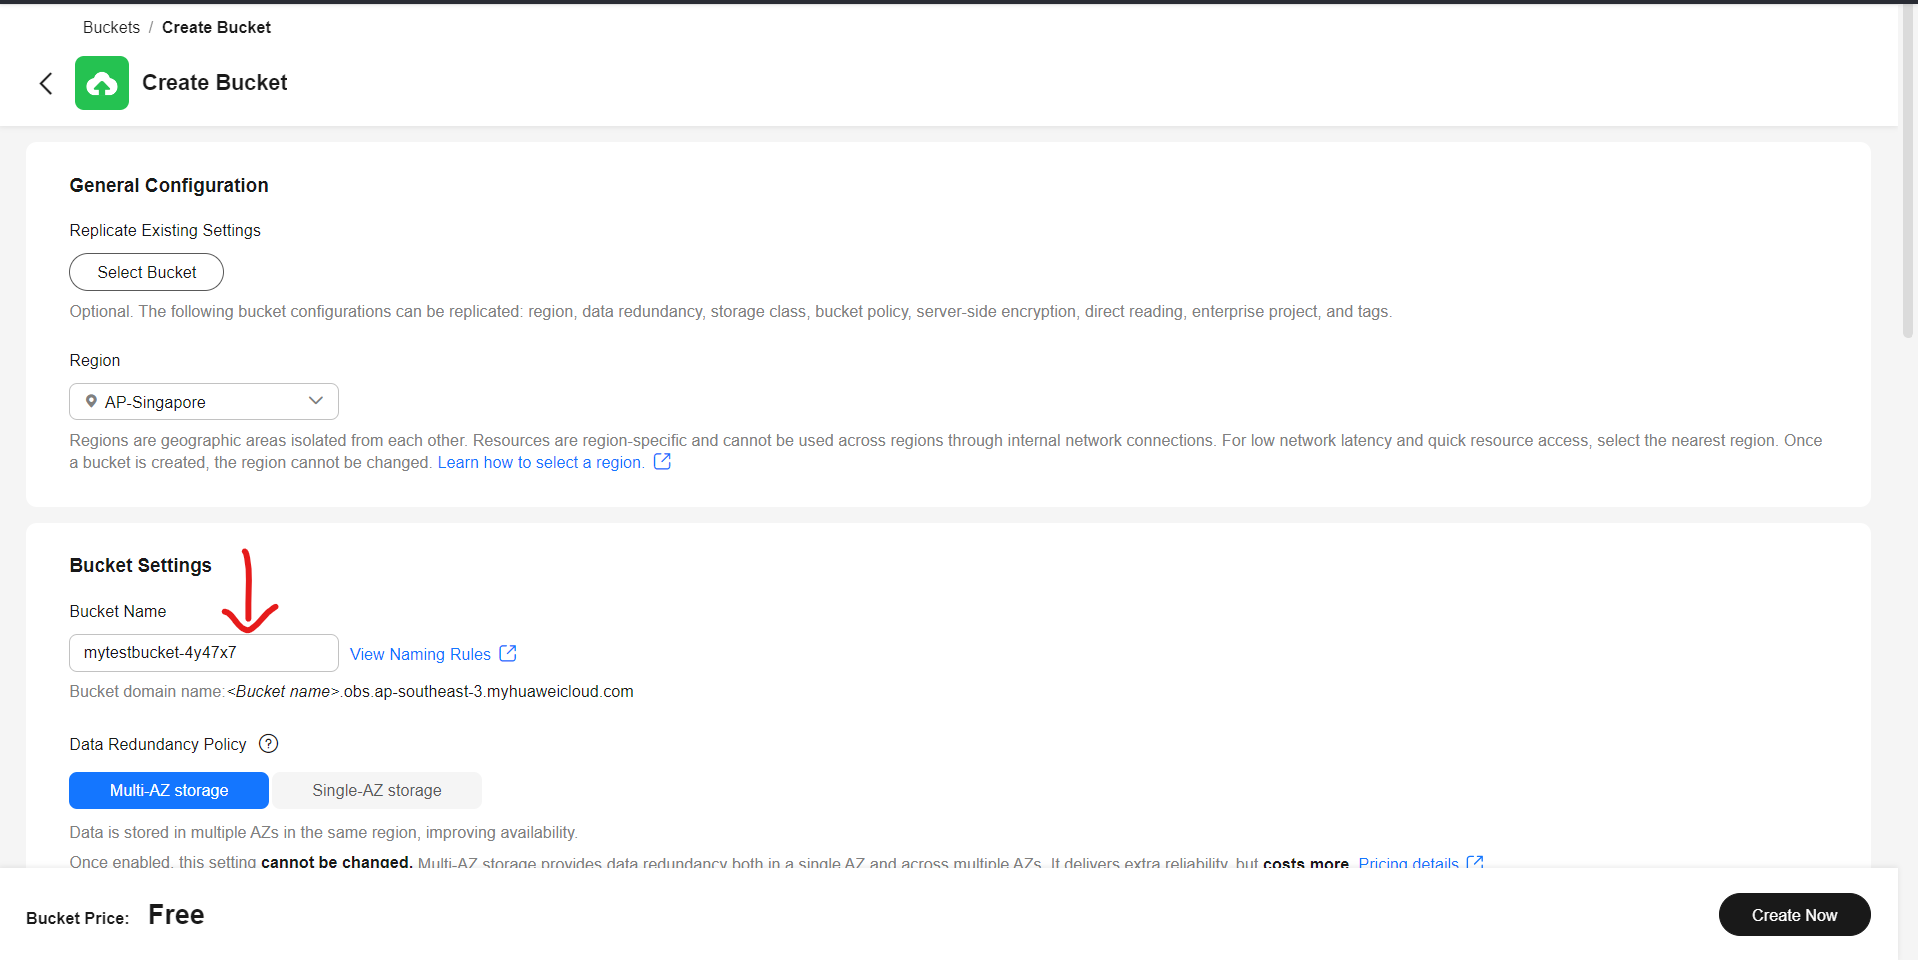 Buckets / Create Bucket
Create Bucket
General Configuration
Replicate Existing Settings
Select Bucket
Optional. The following bucket configurations can be replicated: region, data redundancy, storage class, bucket policy, server-side encryption, direct reading, enterprise project, and tags.
Region
AP-Singapore
Regions are geographic areas isolated from each other. Resources are region-specific and cannot be used across regions through internal network connections. For low network latency and quick resource access, select the nearest region. Once
a bucket is created, the region cannot be changed. Learn how to select a region.
Bucket Settings
Bucket Name
mytestbucket-4y47x7 View Naming Rules
Bucket domain name:<Bucket name>.obs.ap-southeast-3.myhuaweicloud.com
Data Redundancy Policy ?
Multi-AZ storage Single-AZ storage
Data is stored in multiple AZs in the same region, improving availability.
Once enabled, this setting cannot be changed. Multi-AZ storage provides data redundancy both in a single AZ and across multiple AZs. It delivers extra reliability, but costs more. Pricing details
Bucket Price: Free
Create Now